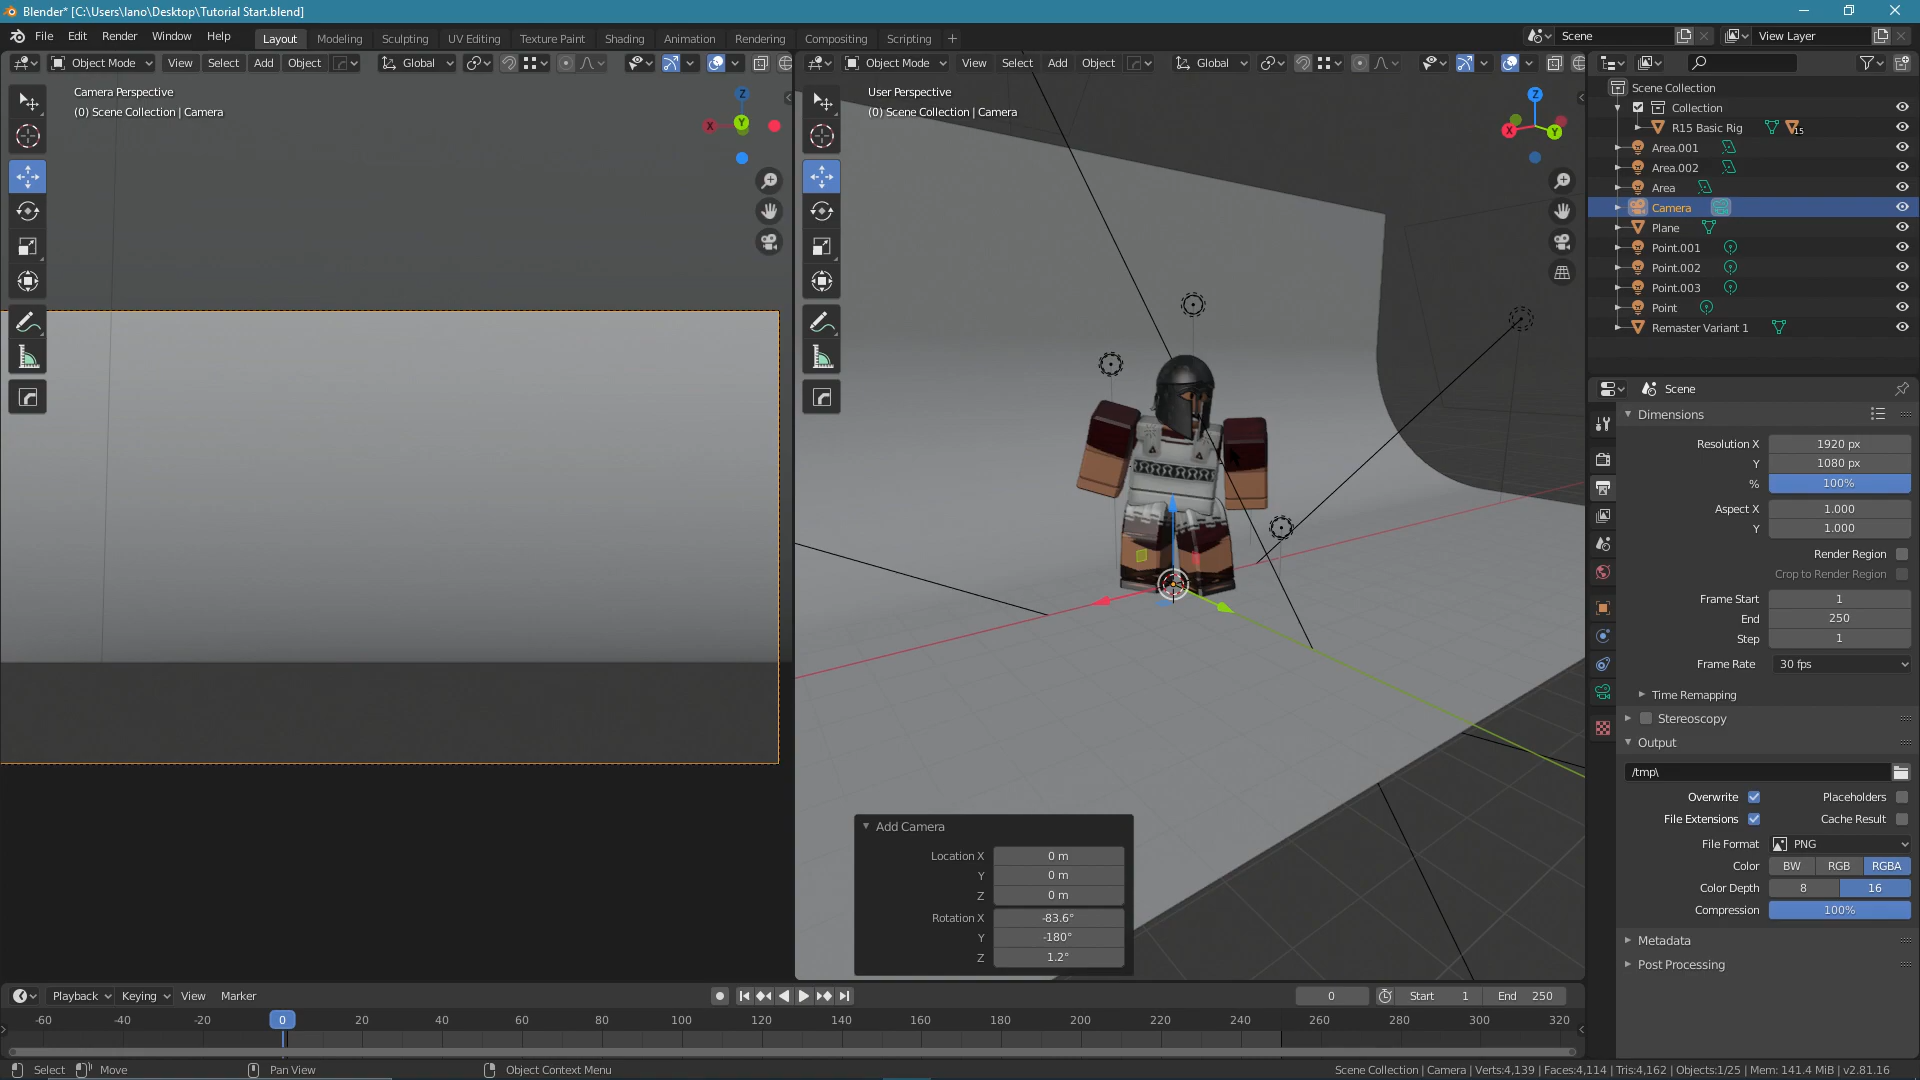 Blender* [C:\Users\lano\Desktop\Tutorial Start.blend]
File Edit Render Window Help
Layout Modeling Sculpting UV Editing Texture Paint Shading Animation Rendering Compositing Scripting +
Scene View Layer
Object Mode View Select Add Object Global
Object Mode View Select Add Object Global
Camera Perspective
(0) Scene Collection | Camera
Z
X
Y
User Perspective
(0) Scene Collection | Camera
Z
X
Y
Scene Collection
Collection
R15 Basic Rig 15
Area.001
Area.002
Area
Camera
Plane
Point.001
Point.002
Point.003
Point
Remaster Variant 1
Scene
Dimensions
Resolution X 1920 px
Y 1080 px
% 100%
Aspect X 1.000
Y 1.000
Render Region
Crop to Render Region
Frame Start 1
End 250
Step 1
Frame Rate 30 fps
Time Remapping
Stereoscopy
Output
/tmp\
Overwrite Placeholders
File Extensions Cache Result
File Format PNG
Color BW RGB RGBA
Color Depth 8 16
Compression 100%
Metadata
Post Processing
Add Camera
Location X 0 m
Y 0 m
Z 0 m
Rotation X -83.6°
Y -180°
Z 1.2°
Playback Keying View Marker
0 Start 1 End 250
-60 -40 -20 0 20 40 60 80 100 120 140 160 180 200 220 240 260 280 300 320
Select Move Pan View Object Context Menu
Scene Collection | Camera | Verts:4,139 | Faces:4,114 | Tris:4,162 | Objects:1/25 | Mem: 141.4 MiB | v2.81.16